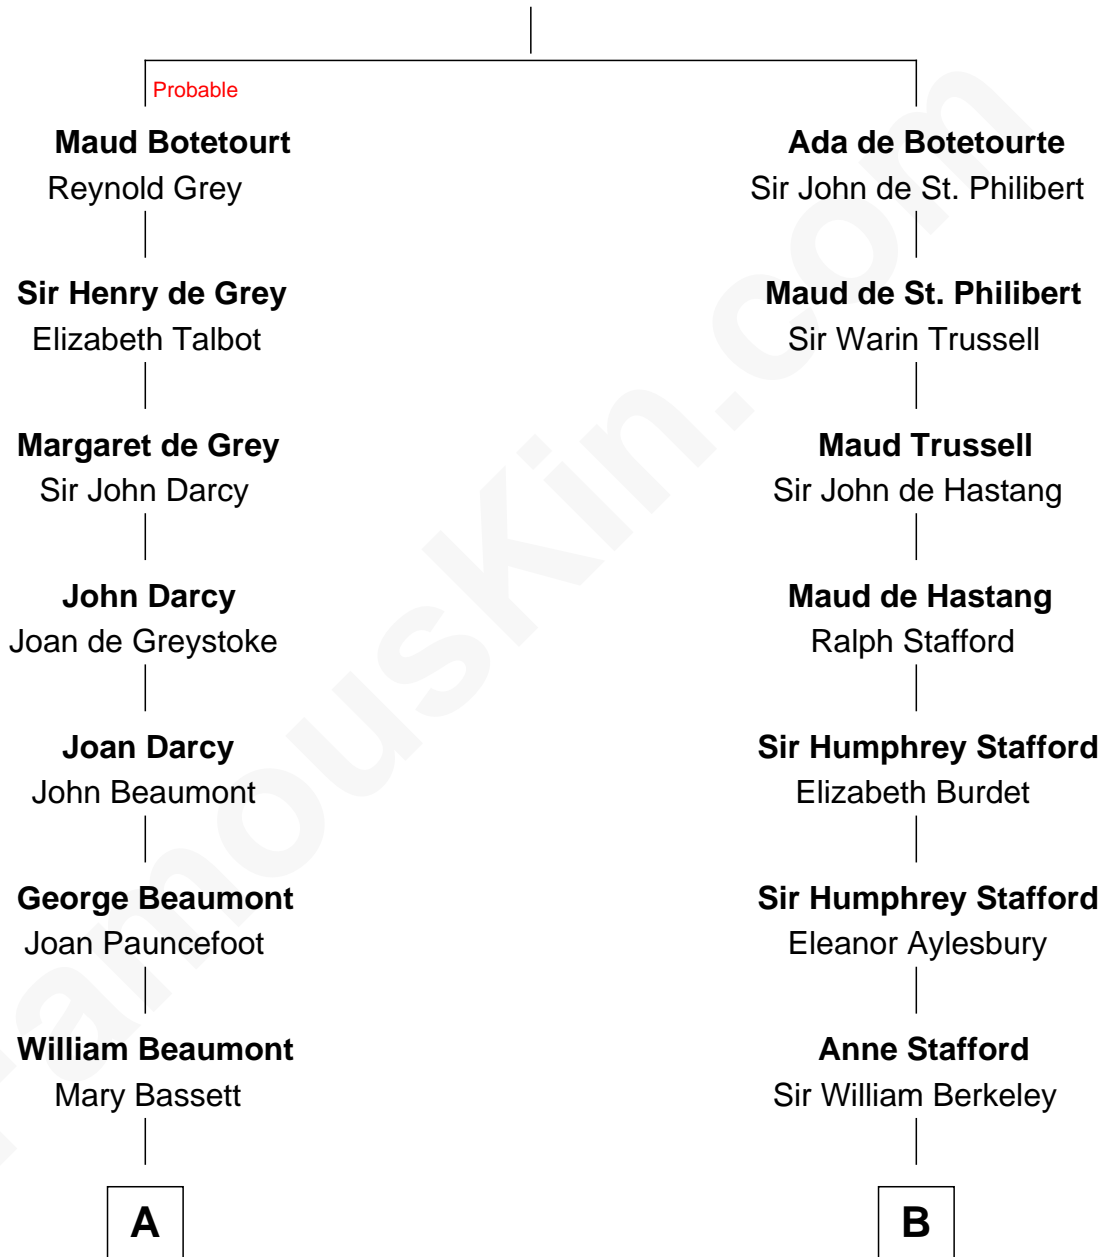 Probable
Maud Botetourt
Reynold Grey
Sir Henry de Grey
Elizabeth Talbot
Margaret de Grey
Sir John Darcy
John Darcy
Joan de Greystoke
Joan Darcy
John Beaumont
George Beaumont
Joan Pauncefoot
William Beaumont
Mary Bassett
A
Ada de Botetourte
Sir John de St. Philibert
Maud de St. Philibert
Sir Warin Trussell
Maud Trussell
Sir John de Hastang
Maud de Hastang
Ralph Stafford
Sir Humphrey Stafford
Elizabeth Burdet
Sir Humphrey Stafford
Eleanor Aylesbury
Anne Stafford
Sir William Berkeley
B
FamousKin.com